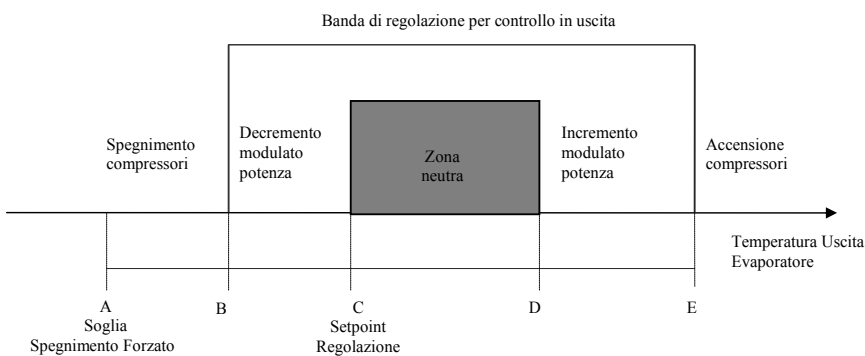 Banda di regolazione per controllo in uscita
Spegnimento
compressori
Decremento
modulato
potenza
Zona
neutra
Incremento
modulato
potenza
Accensione
compressori
Temperatura Uscita
Evaporatore
A
Soglia
Spegnimento Forzato
B
C
Setpoint
Regolazione
D
E